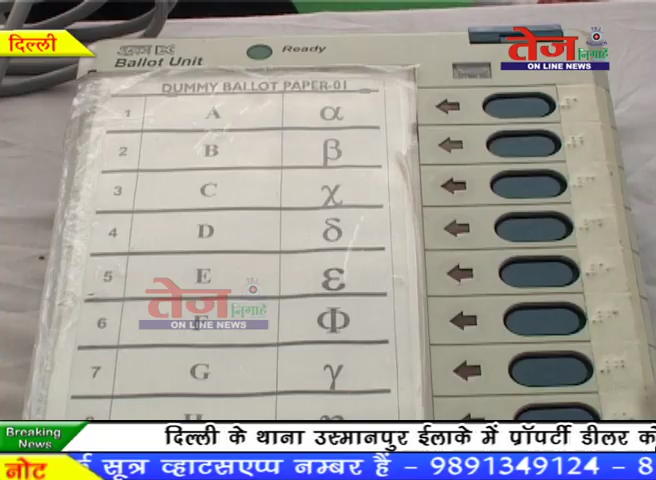 दिल्ली
Ballot Unit
Ready
तेज
निगाहें
ON LINE NEWS
DUMMY BALLOT PAPER-01
1 A α
2 B β
3 C χ
4 D δ
5 E ε
6 F Φ
7 G γ
तेज
निगाहें
ON LINE NEWS
Breaking
News
दिल्ली के थाना उस्मानपुर ईलाके में प्रॉपर्टी डीलर को
नोट
सूत्र व्हाटसएप्प नम्बर हैं - 9891349124 - 8